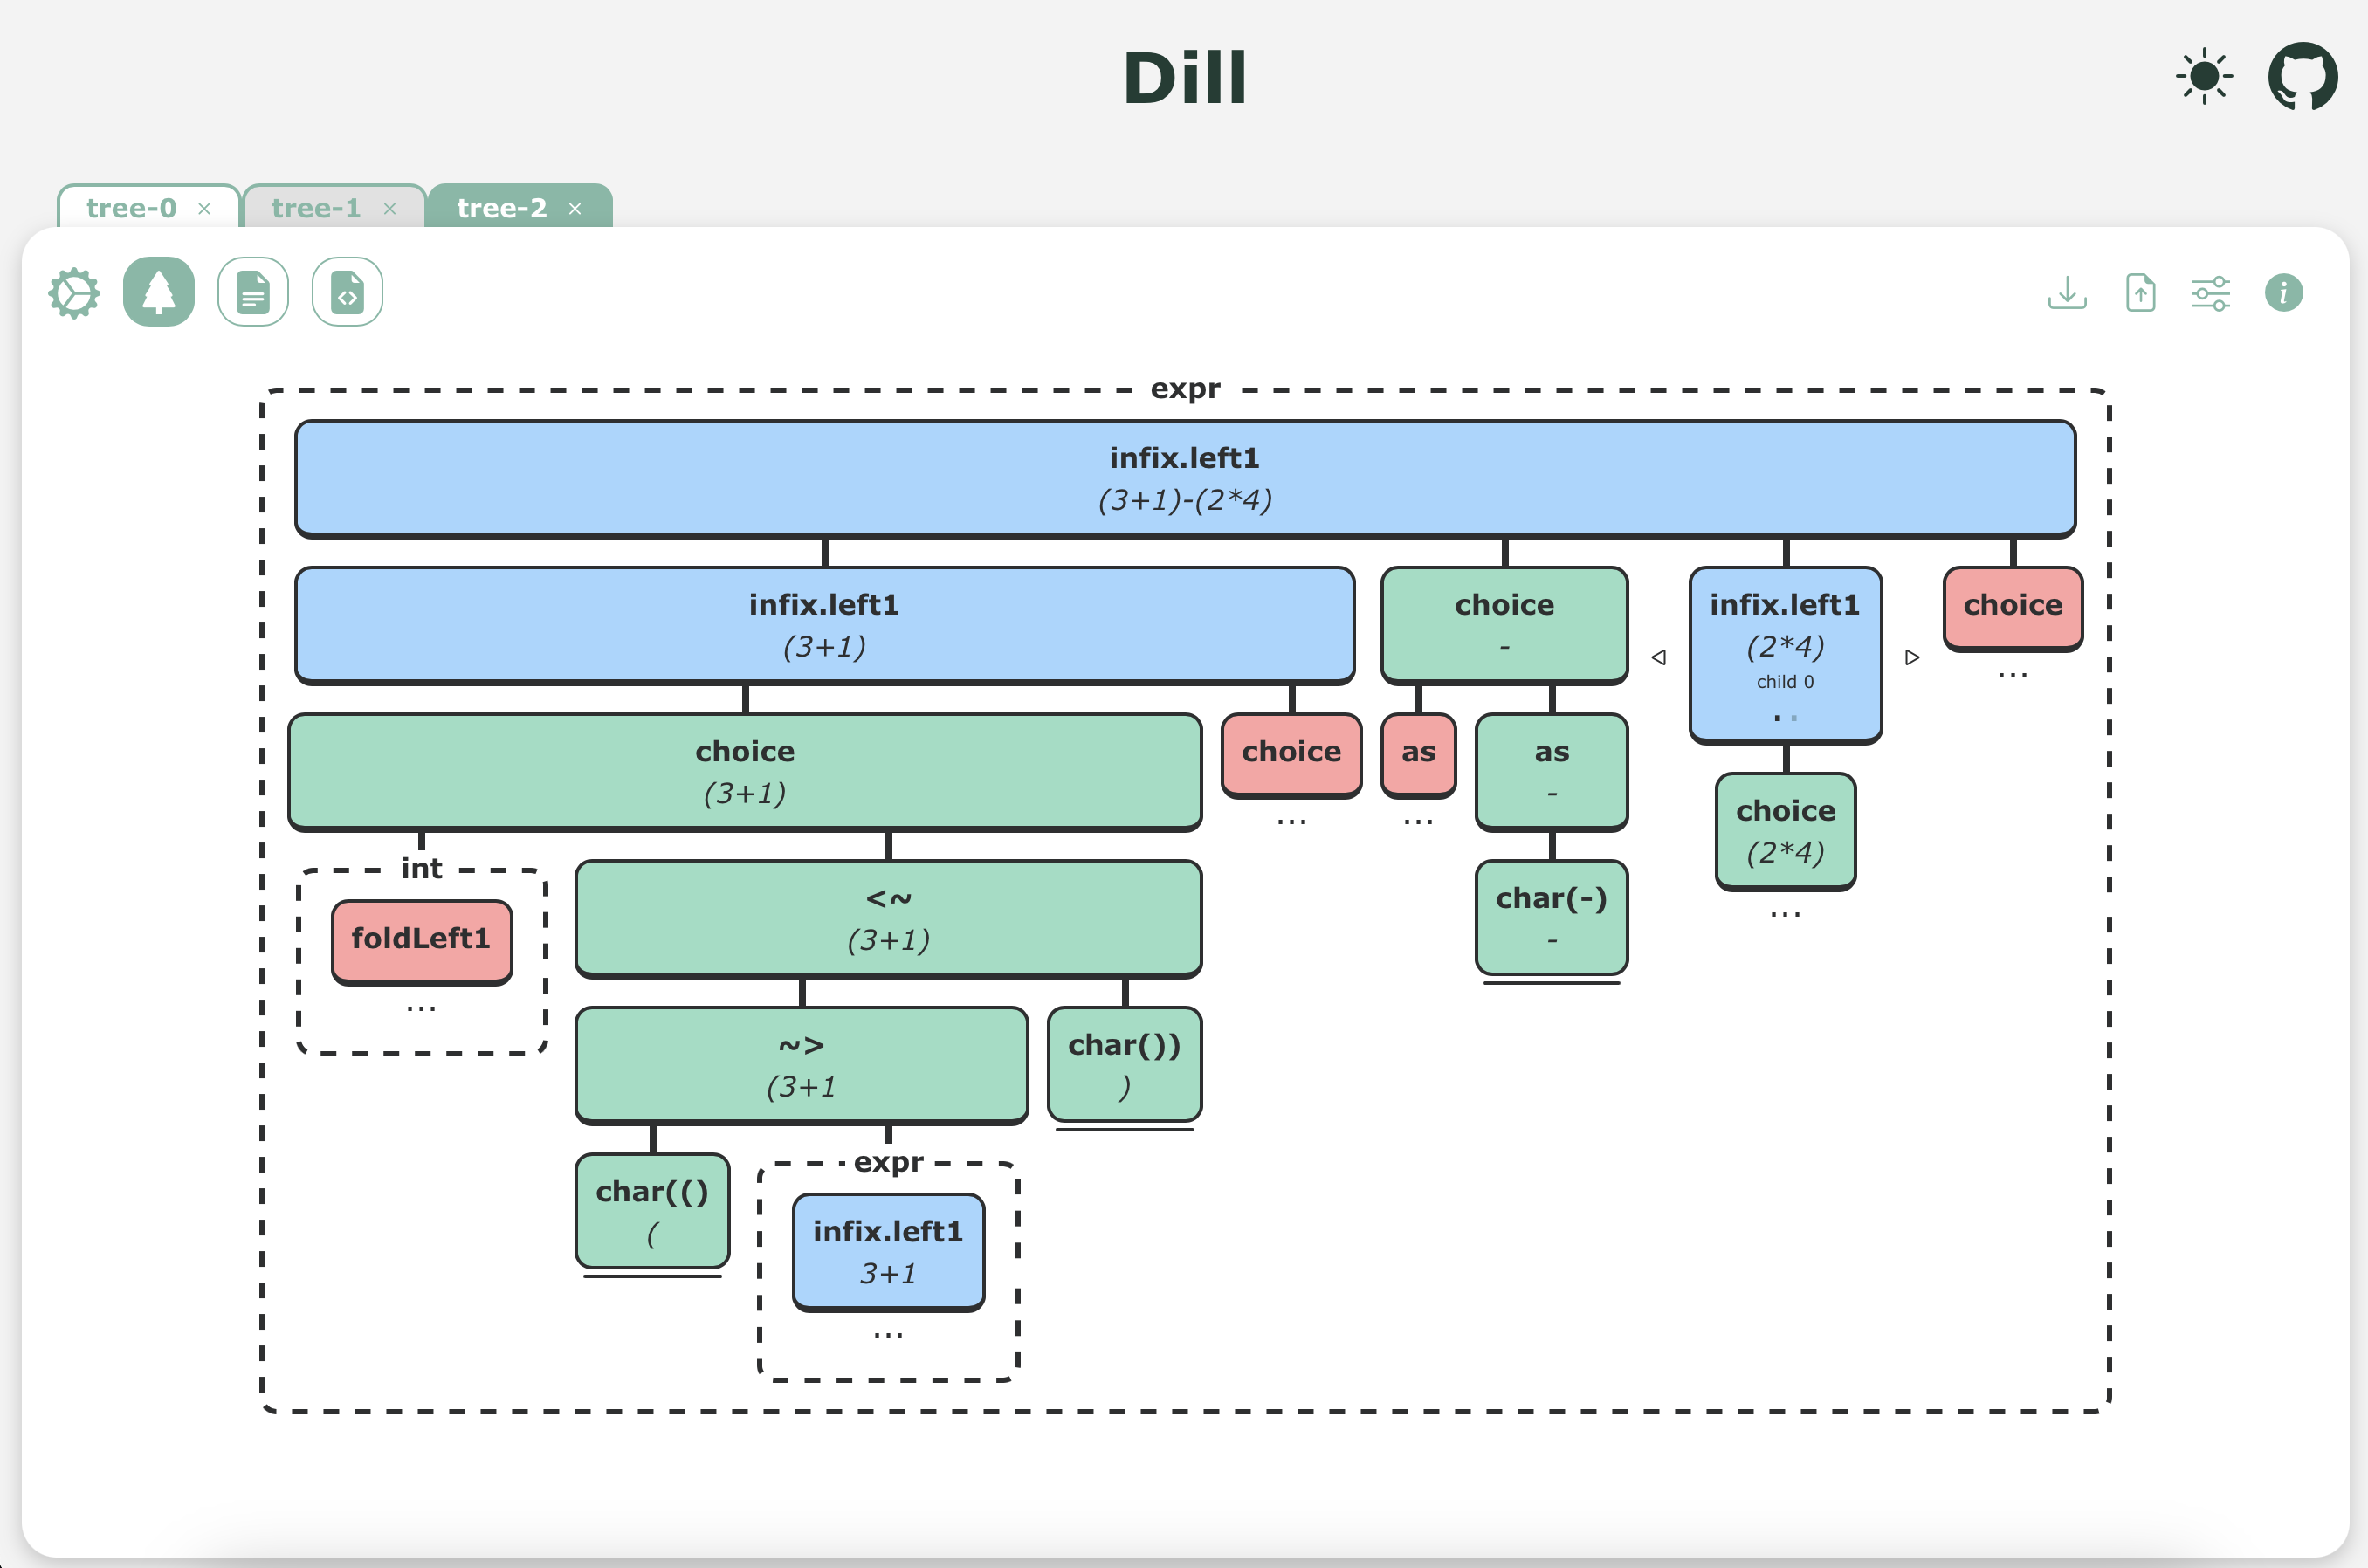 Dill
tree-0 ×
tree-1 ×
tree-2 ×
i
expr
infix.left1
(3+1)-(2*4)
infix.left1
(3+1)
choice
-
infix.left1
(2*4)
child 0
. .
choice
...
choice
(3+1)
choice
...
as
...
as
-
choice
(2*4)
...
int
foldLeft1
...
<~
(3+1)
char(-)
-
~>
(3+1
char())
)
char(()
(
expr
infix.left1
3+1
...